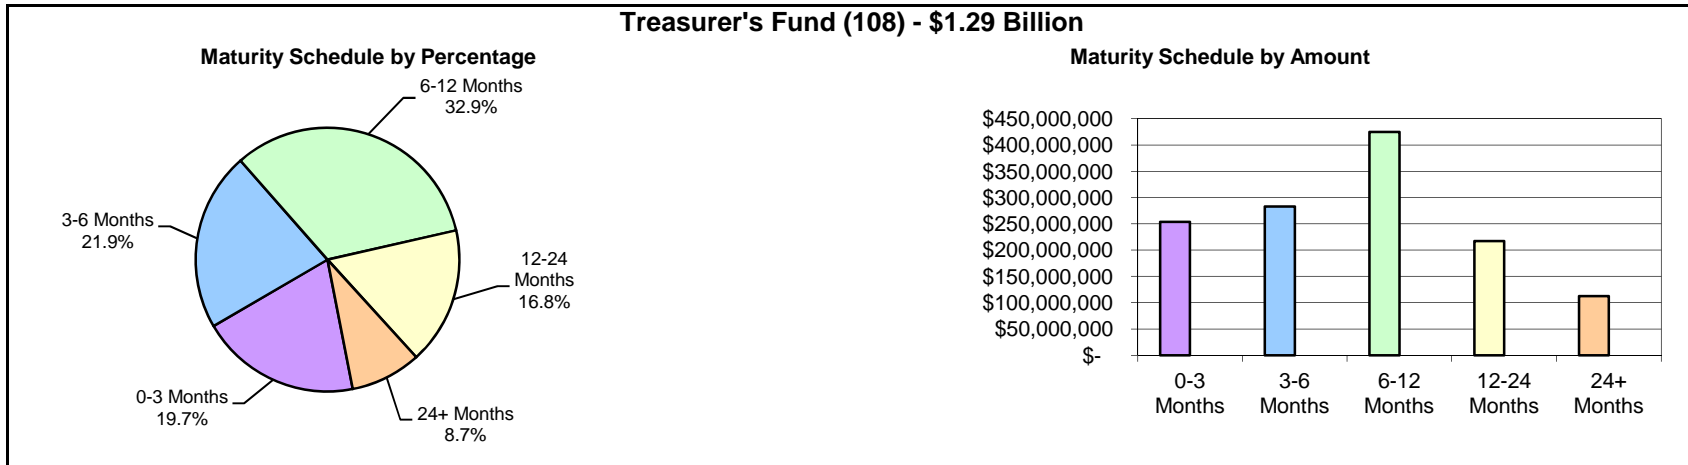 Treasurer's Fund (108) - $1.29 Billion
Maturity Schedule by Percentage
6-12 Months
32.9%
3-6 Months
21.9%
12-24
Months
16.8%
0-3 Months
19.7%
24+ Months
8.7%
Maturity Schedule by Amount
$450,000,000
$400,000,000
$350,000,000
$300,000,000
$250,000,000
$200,000,000
$150,000,000
$100,000,000
$50,000,000
$-
0-3
Months
3-6
Months
6-12
Months
12-24
Months
24+
Months